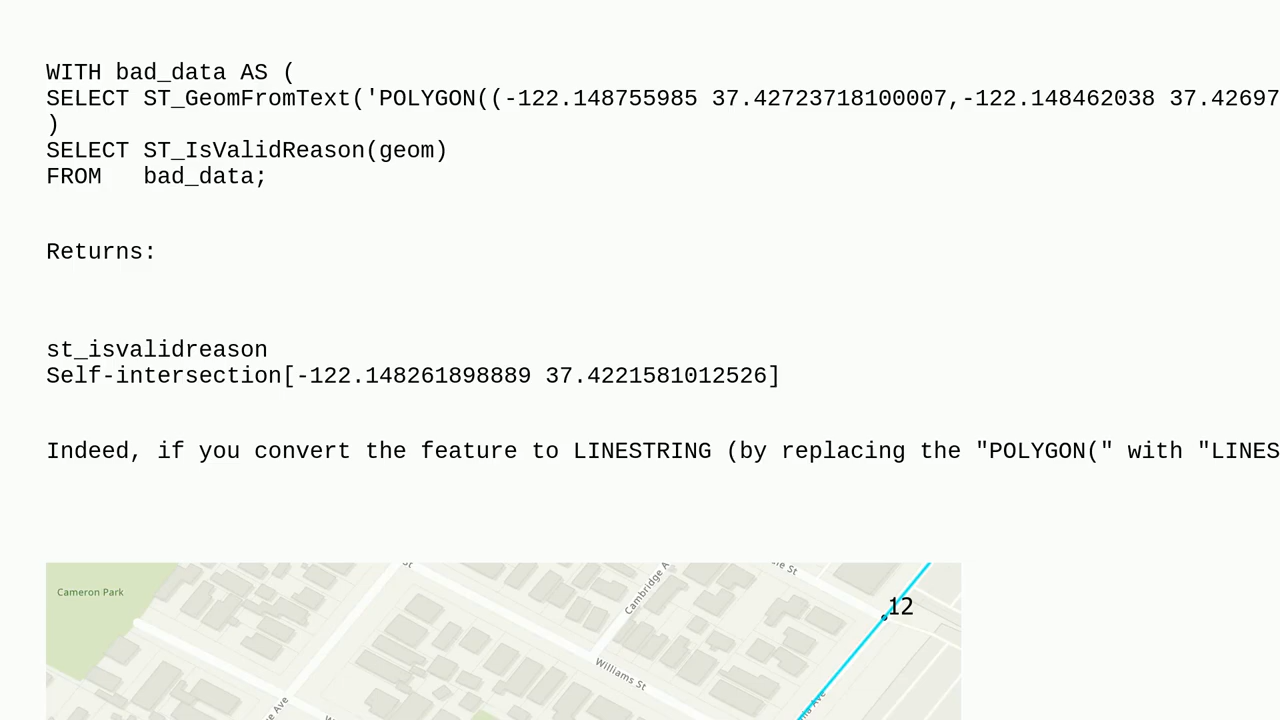 WITH bad_data AS (
SELECT ST_GeomFromText('POLYGON((-122.148755985 37.42723718100007,-122.148462038 37.42697
)
SELECT ST_IsValidReason(geom)
FROM   bad_data;
Returns:
st_isvalidreason
Self-intersection[-122.148261898889 37.4221581012526]
Indeed, if you convert the feature to LINESTRING (by replacing the "POLYGON(" with "LINES
Cameron Park
Cambridge A
12
Williams St